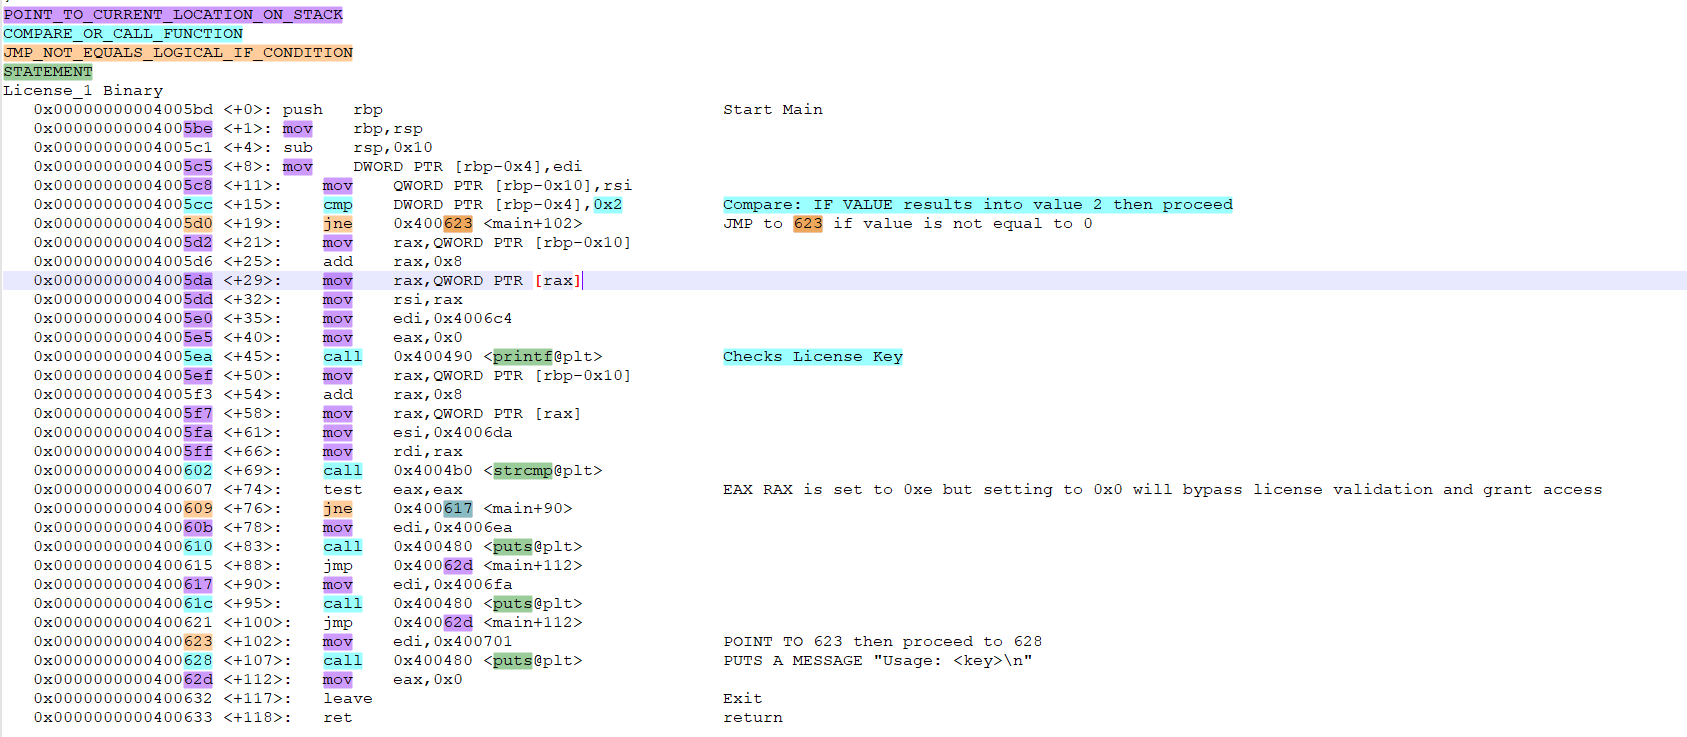 POINT_TO_CURRENT_LOCATION_ON_STACK
COMPARE_OR_CALL_FUNCTION
JMP_NOT_EQUALS_LOGICAL_IF_CONDITION
STATEMENT
License_1 Binary
0x00000000004005bd <+0>: push rbp Start Main
0x00000000004005be <+1>: mov rbp,rsp
0x00000000004005c1 <+4>: sub rsp,0x10
0x00000000004005c5 <+8>: mov DWORD PTR [rbp-0x4],edi
0x00000000004005c8 <+11>: mov QWORD PTR [rbp-0x10],rsi
0x00000000004005cc <+15>: cmp DWORD PTR [rbp-0x4],0x2 Compare: IF VALUE results into value 2 then proceed
0x00000000004005d0 <+19>: jne 0x400623 <main+102> JMP to 623 if value is not equal to 0
0x00000000004005d2 <+21>: mov rax,QWORD PTR [rbp-0x10]
0x00000000004005d6 <+25>: add rax,0x8
0x00000000004005da <+29>: mov rax,QWORD PTR [rax]
0x00000000004005dd <+32>: mov rsi,rax
0x00000000004005e0 <+35>: mov edi,0x4006c4
0x00000000004005e5 <+40>: mov eax,0x0
0x00000000004005ea <+45>: call 0x400490 <printf@plt> Checks License Key
0x00000000004005ef <+50>: mov rax,QWORD PTR [rbp-0x10]
0x00000000004005f3 <+54>: add rax,0x8
0x00000000004005f7 <+58>: mov rax,QWORD PTR [rax]
0x00000000004005fa <+61>: mov esi,0x4006da
0x00000000004005ff <+66>: mov rdi,rax
0x0000000000400602 <+69>: call 0x4004b0 <strcmp@plt>
0x0000000000400607 <+74>: test eax,eax EAX RAX is set to 0xe but setting to 0x0 will bypass license validation and grant access
0x0000000000400609 <+76>: jne 0x400617 <main+90>
0x000000000040060b <+78>: mov edi,0x4006ea
0x0000000000400610 <+83>: call 0x400480 <puts@plt>
0x0000000000400615 <+88>: jmp 0x40062d <main+112>
0x0000000000400617 <+90>: mov edi,0x4006fa
0x000000000040061c <+95>: call 0x400480 <puts@plt>
0x0000000000400621 <+100>: jmp 0x40062d <main+112>
0x0000000000400623 <+102>: mov edi,0x400701 POINT TO 623 then proceed to 628
0x0000000000400628 <+107>: call 0x400480 <puts@plt> PUTS A MESSAGE "Usage: <key>\n"
0x000000000040062d <+112>: mov eax,0x0
0x0000000000400632 <+117>: leave Exit
0x0000000000400633 <+118>: ret return